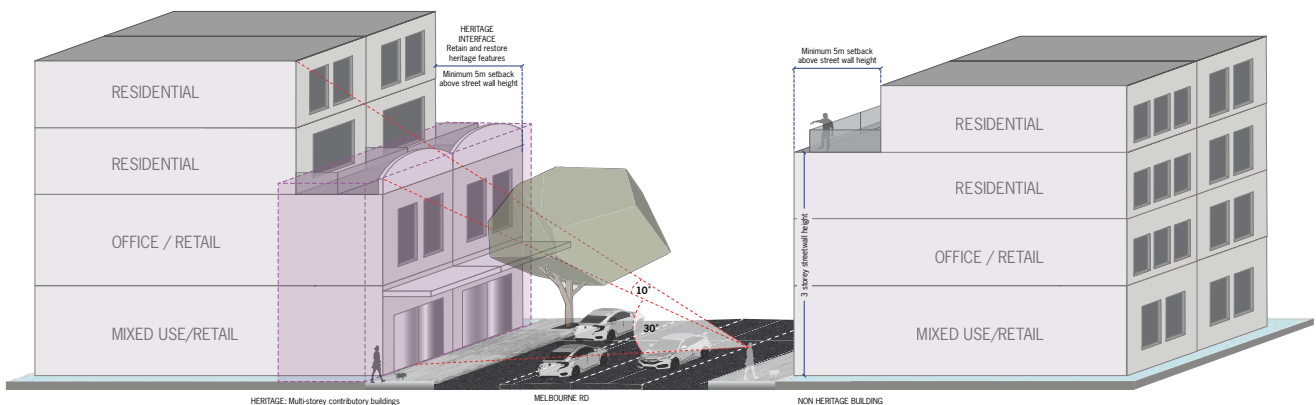 HERITAGE
INTERFACE
Retain and restore
heritage features
Minimum 5m setback
above street wall height
RESIDENTIAL
RESIDENTIAL
OFFICE / RETAIL
MIXED USE/RETAIL
10°
30°
Minimum 5m setback
above street wall height
RESIDENTIAL
RESIDENTIAL
OFFICE / RETAIL
MIXED USE/RETAIL
3 storey streetwall height
HERITAGE: Multi-storey contributory buildings
MELBOURNE RD
NON HERITAGE BUILDING